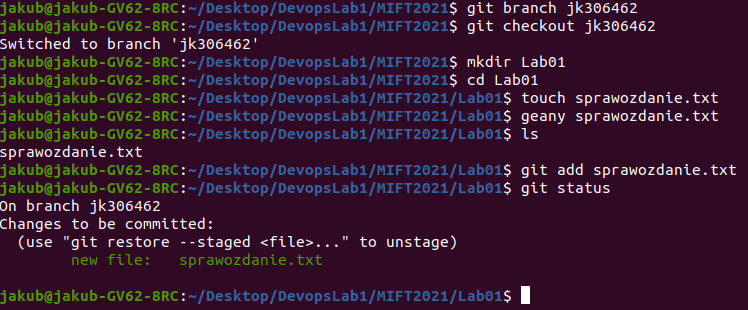 jakub@jakub-GV62-8RC:~/Desktop/DevopsLab1/MIFT2021$ git branch jk306462
jakub@jakub-GV62-8RC:~/Desktop/DevopsLab1/MIFT2021$ git checkout jk306462
Switched to branch 'jk306462'
jakub@jakub-GV62-8RC:~/Desktop/DevopsLab1/MIFT2021$ mkdir Lab01
jakub@jakub-GV62-8RC:~/Desktop/DevopsLab1/MIFT2021$ cd Lab01
jakub@jakub-GV62-8RC:~/Desktop/DevopsLab1/MIFT2021/Lab01$ touch sprawozdanie.txt
jakub@jakub-GV62-8RC:~/Desktop/DevopsLab1/MIFT2021/Lab01$ geany sprawozdanie.txt
jakub@jakub-GV62-8RC:~/Desktop/DevopsLab1/MIFT2021/Lab01$ ls
sprawozdanie.txt
jakub@jakub-GV62-8RC:~/Desktop/DevopsLab1/MIFT2021/Lab01$ git add sprawozdanie.txt
jakub@jakub-GV62-8RC:~/Desktop/DevopsLab1/MIFT2021/Lab01$ git status
On branch jk306462
Changes to be committed:
  (use "git restore --staged <file>..." to unstage)
        new file:   sprawozdanie.txt
jakub@jakub-GV62-8RC:~/Desktop/DevopsLab1/MIFT2021/Lab01$